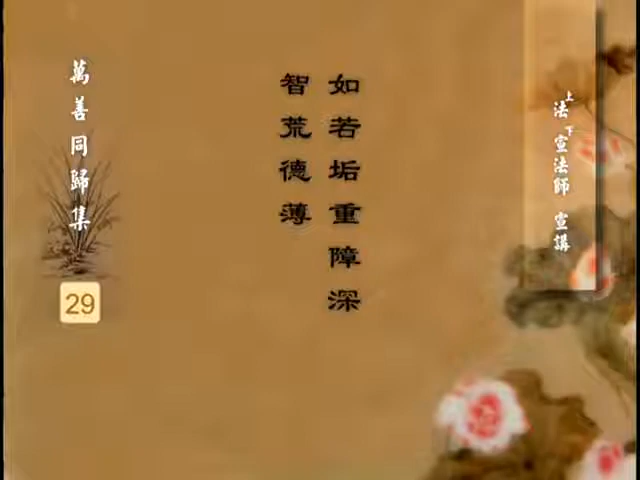 上法下宣法師 宣講
如若垢重障深
智荒德薄
萬善同歸集
29